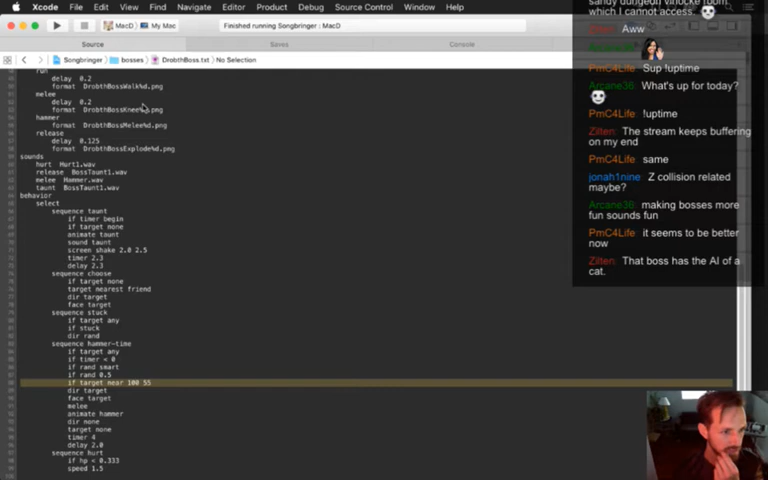 Xcode File Edit View Find Navigate Editor Product Debug Source Control Window Help
MacD My Mac
Finished running Songbringer : MacD
Source
Saves
Console
Songbringer bosses DrobthBoss.txt No Selection
run
delay 0.2
format DrobthBossWalk%d.png
melee
delay 0.2
format DrobthBossKnee%d.png
hammer
format DrobthBossMelee%d.png
release
delay 0.125
format DrobthBossExplode%d.png
sounds
hurt Hurt1.wav
release BossTaunt1.wav
melee Hammer.wav
taunt BossTaunt1.wav
behavior
select
sequence taunt
if timer begin
if target none
animate taunt
sound taunt
screen shake 2.0 2.5
timer 2.3
delay 2.3
sequence choose
if target none
target nearest friend
dir target
face target
sequence stuck
if target any
if stuck
dir rand
sequence hammer-time
if target any
if timer < 0
if rand smart
if rand 0.5
if target near 100 55
dir target
face target
melee
animate hammer
dir none
target none
timer 4
delay 2.0
sequence hurt
if hp < 0.333
speed 1.5
which I cannot access.
Aww
PmC4Life Sup !uptime
Arcane36 What's up for today?
PmC4Life !uptime
Zilten The stream keeps buffering
on my end
PmC4Life same
jonah1nine Z collision related
maybe?
Arcane36 making bosses more
fun sounds fun
PmC4Life it seems to be better
now
Zilten That boss has the AI of a
cat.